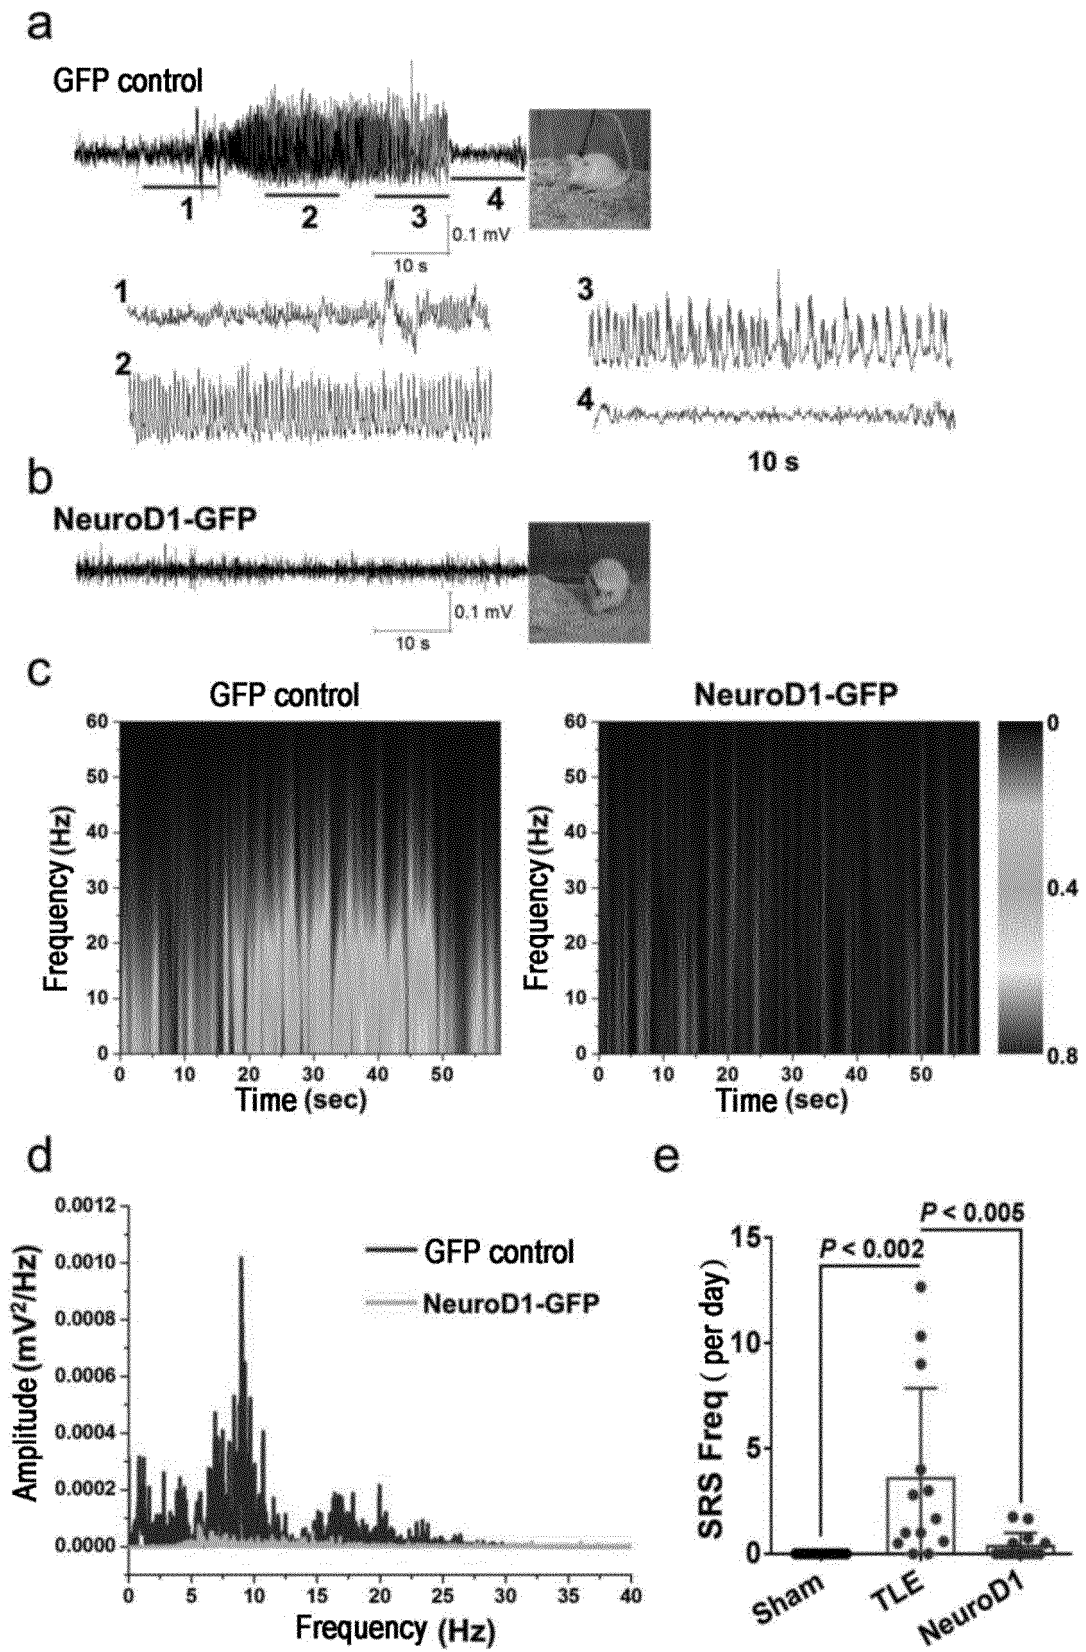 a
GFP control
1
2
3
4
0.1 mV
10 s
1
2
3
4
10 s
b
NeuroD1-GFP
0.1 mV
10 s
c
GFP control
NeuroD1-GFP
60
50
40
30
20
10
0
Frequency (Hz)
0 10 20 30 40 50
Time (sec)
60
50
40
30
20
10
0
Frequency (Hz)
0 10 20 30 40 50
Time (sec)
0
0.4
0.8
d
0.0012
0.0010
0.0008
0.0006
0.0004
0.0002
0.0000
Amplitude (mV²/Hz)
GFP control
NeuroD1-GFP
0 5 10 15 20 25 30 35 40
Frequency (Hz)
e
P < 0.005
P < 0.002
15
10
5
0
SRS Freq ( per day)
Sham
TLE
NeuroD1